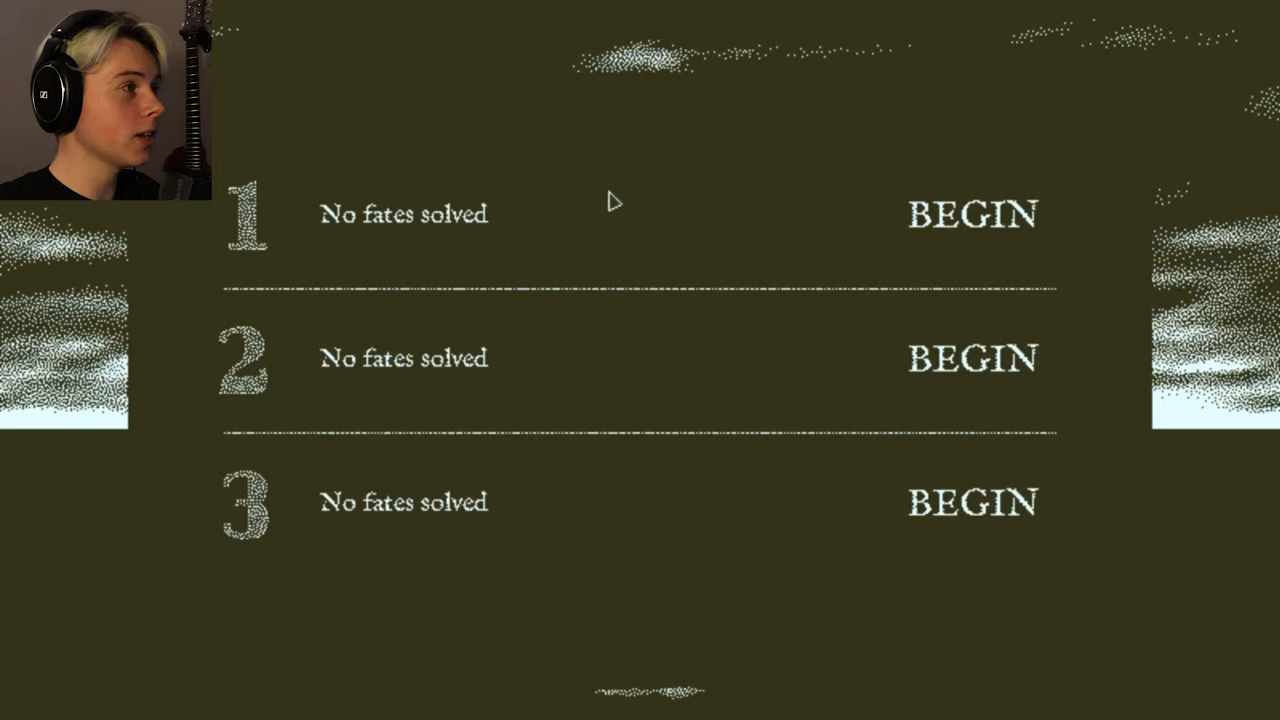 1 No fates solved BEGIN
2 No fates solved BEGIN
3 No fates solved BEGIN